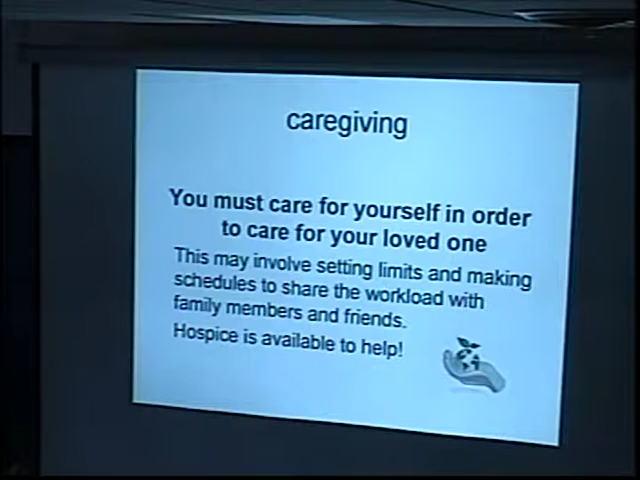 caregiving
You must care for yourself in order
to care for your loved one
This may involve setting limits and making
schedules to share the workload with
family members and friends.
Hospice is available to help!